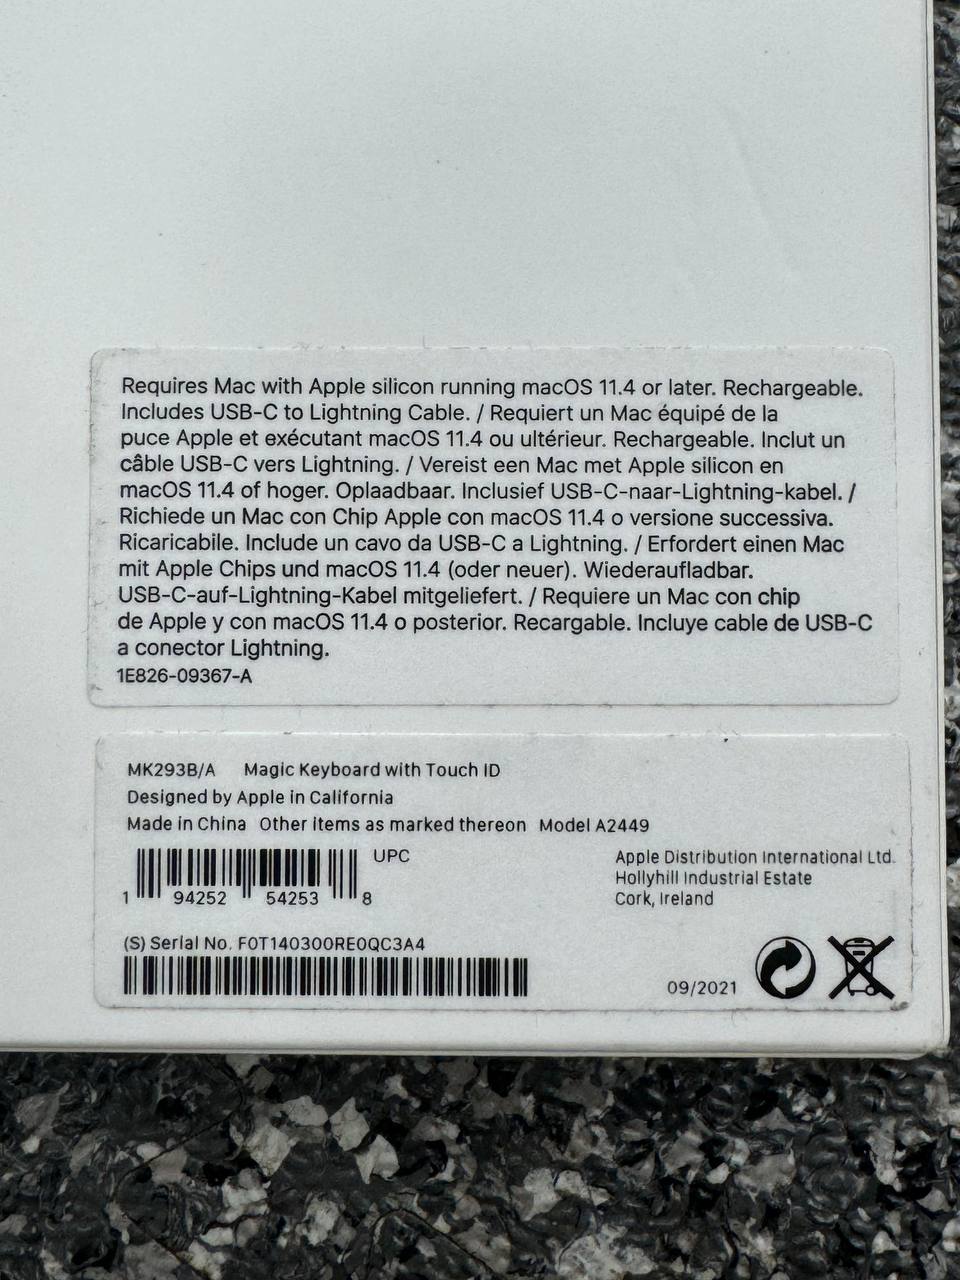 Requires Mac with Apple silicon running macOS 11.4 or later. Rechargeable.
Includes USB-C to Lightning Cable. / Requiert un Mac équipé de la
puce Apple et exécutant macOS 11.4 ou ultérieur. Rechargeable. Inclut un
câble USB-C vers Lightning. / Vereist een Mac met Apple silicon en
macOS 11.4 of hoger. Oplaadbaar. Inclusief USB-C-naar-Lightning-kabel. /
Richiede un Mac con Chip Apple con macOS 11.4 o versione successiva.
Ricaricabile. Include un cavo da USB-C a Lightning. / Erfordert einen Mac
mit Apple Chips und macOS 11.4 (oder neuer). Wiederaufladbar.
USB-C-auf-Lightning-Kabel mitgeliefert. / Requiere un Mac con chip
de Apple y con macOS 11.4 o posterior. Recargable. Incluye cable de USB-C
a conector Lightning.
1E826-09367-A
MK293B/A Magic Keyboard with Touch ID
Designed by Apple in California
Made in China Other items as marked thereon Model A2449
UPC
1 94252 54253 8
Apple Distribution International Ltd.
Hollyhill Industrial Estate
Cork, Ireland
(S) Serial No. F0T140300RE0QC3A4
09/2021